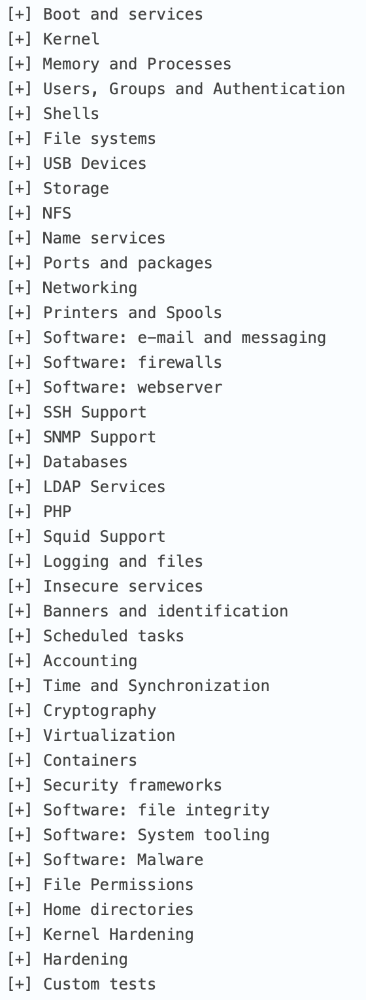 [+] Boot and services
[+] Kernel
[+] Memory and Processes
[+] Users, Groups and Authentication
[+] Shells
[+] File systems
[+] USB Devices
[+] Storage
[+] NFS
[+] Name services
[+] Ports and packages
[+] Networking
[+] Printers and Spools
[+] Software: e-mail and messaging
[+] Software: firewalls
[+] Software: webserver
[+] SSH Support
[+] SNMP Support
[+] Databases
[+] LDAP Services
[+] PHP
[+] Squid Support
[+] Logging and files
[+] Insecure services
[+] Banners and identification
[+] Scheduled tasks
[+] Accounting
[+] Time and Synchronization
[+] Cryptography
[+] Virtualization
[+] Containers
[+] Security frameworks
[+] Software: file integrity
[+] Software: System tooling
[+] Software: Malware
[+] File Permissions
[+] Home directories
[+] Kernel Hardening
[+] Hardening
[+] Custom tests